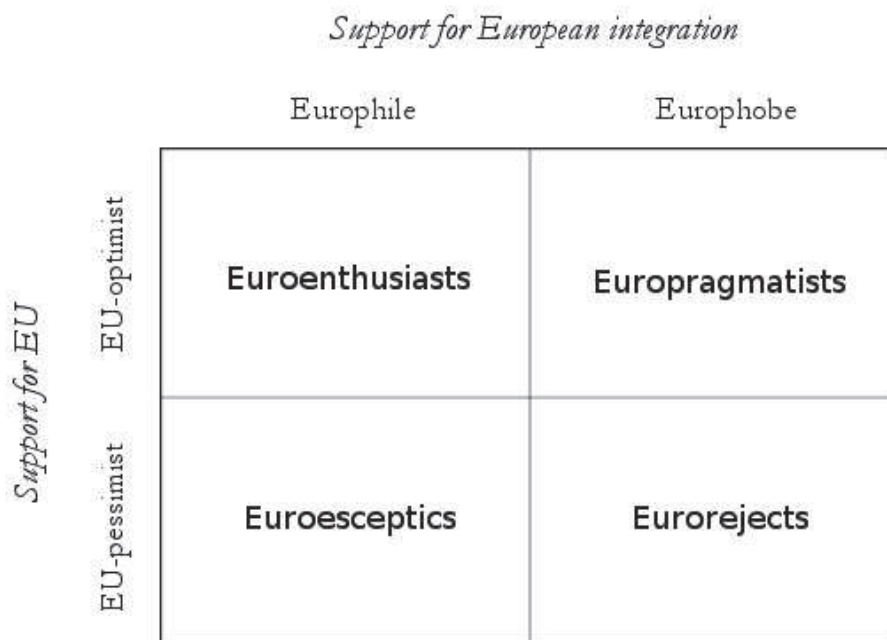 Support for European integration
Europhile Europhobe
Support for EU
EU-optimist
Euroenthusiasts Europragmatists
EU-pessimist
Euroesceptics Eurorejects